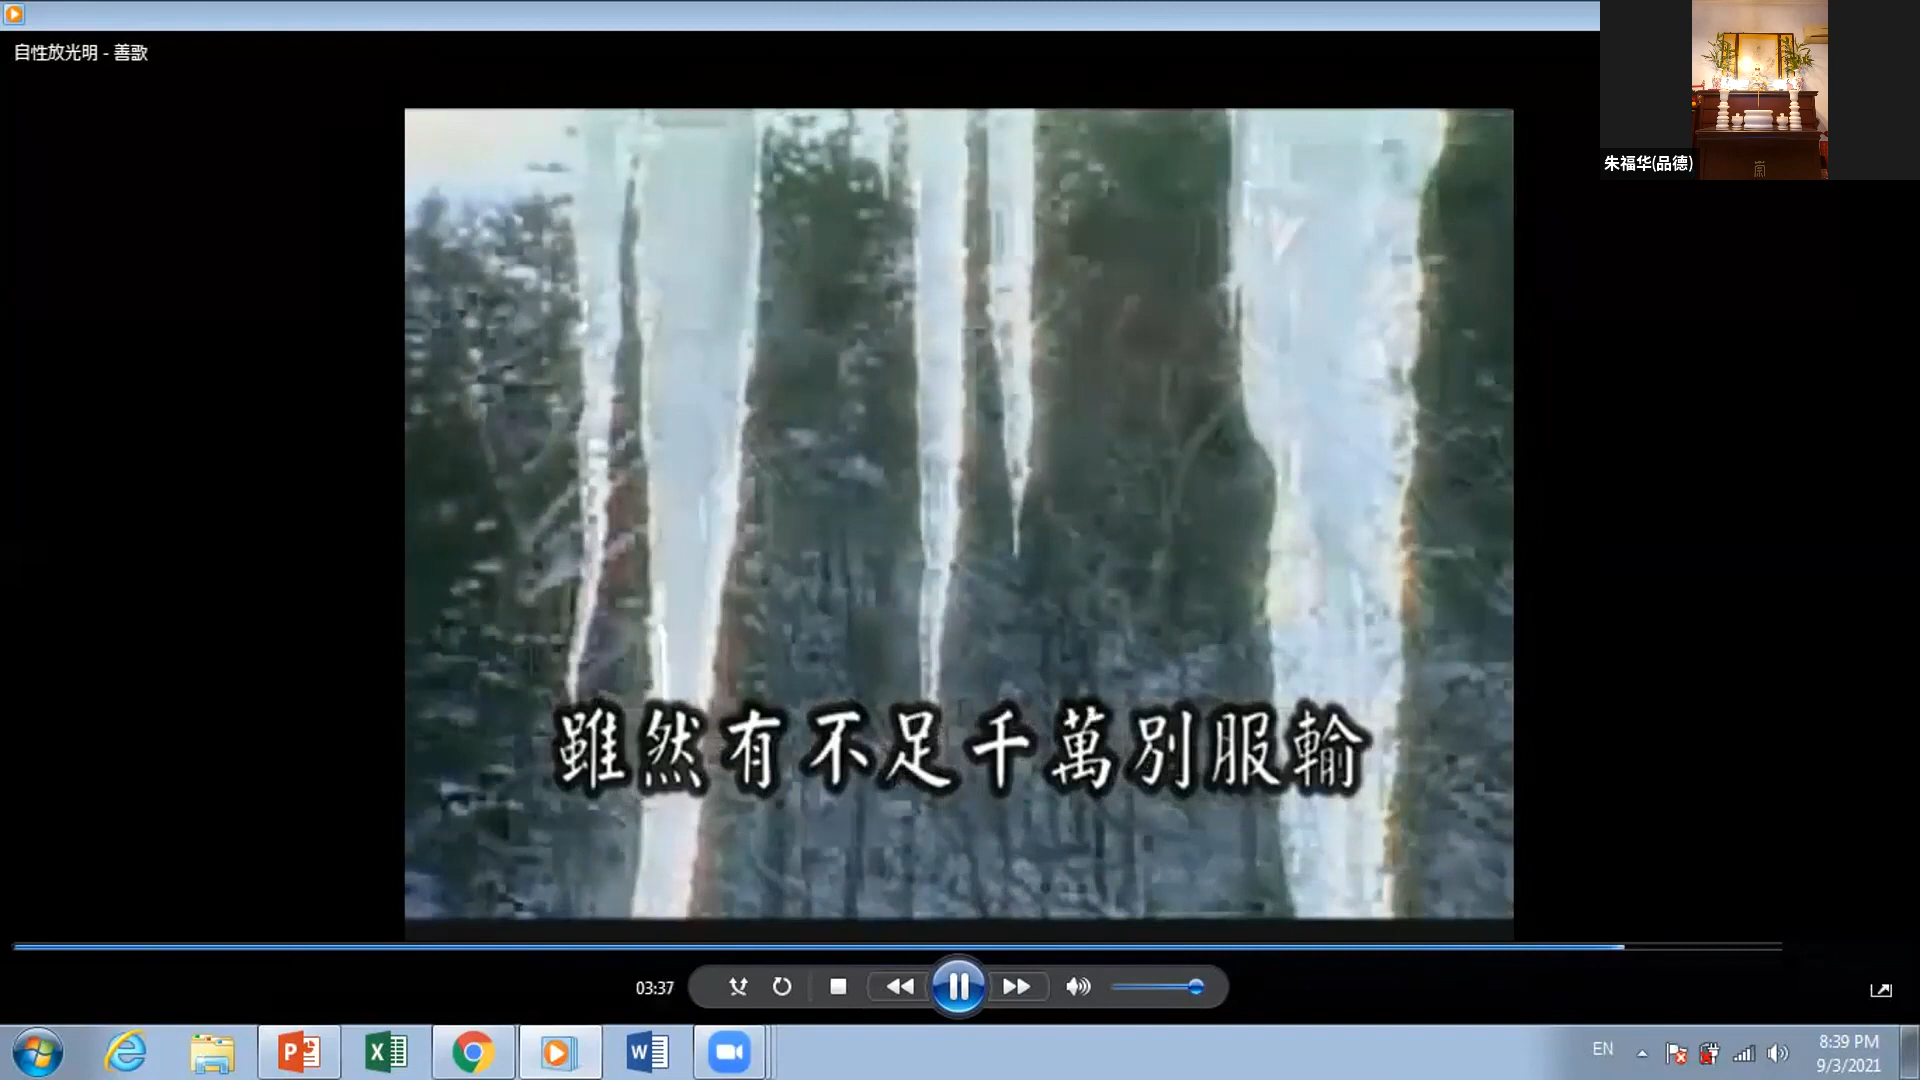 自性放光明 - 善歌
朱福华(品德)
雖然有不足千萬別服輸
03:37
EN
8:39 PM
9/3/2021